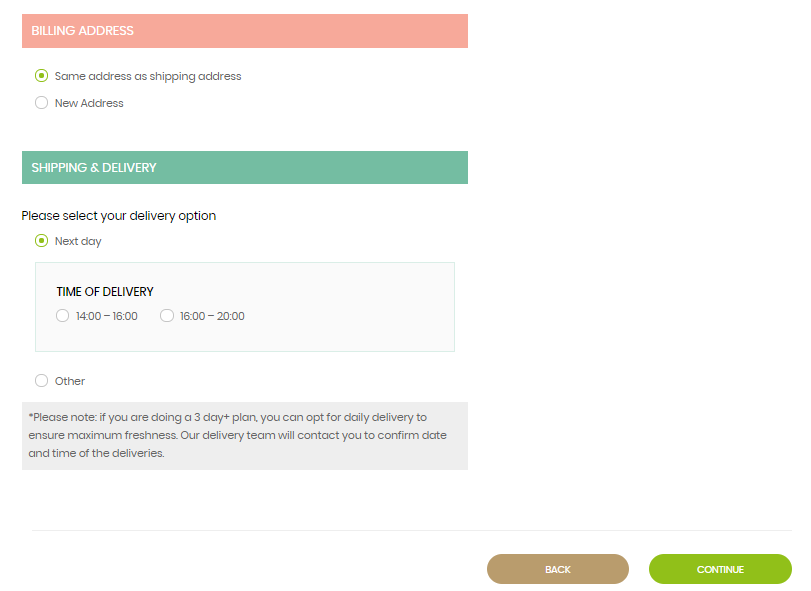 BILLING ADDRESS
Same address as shipping address
New Address
SHIPPING & DELIVERY
Please select your delivery option
Next day
TIME OF DELIVERY
14:00 – 16:00 16:00 – 20:00
Other
*Please note: if you are doing a 3 day+ plan, you can opt for daily delivery to
ensure maximum freshness. Our delivery team will contact you to confirm date
and time of the deliveries.
BACK CONTINUE